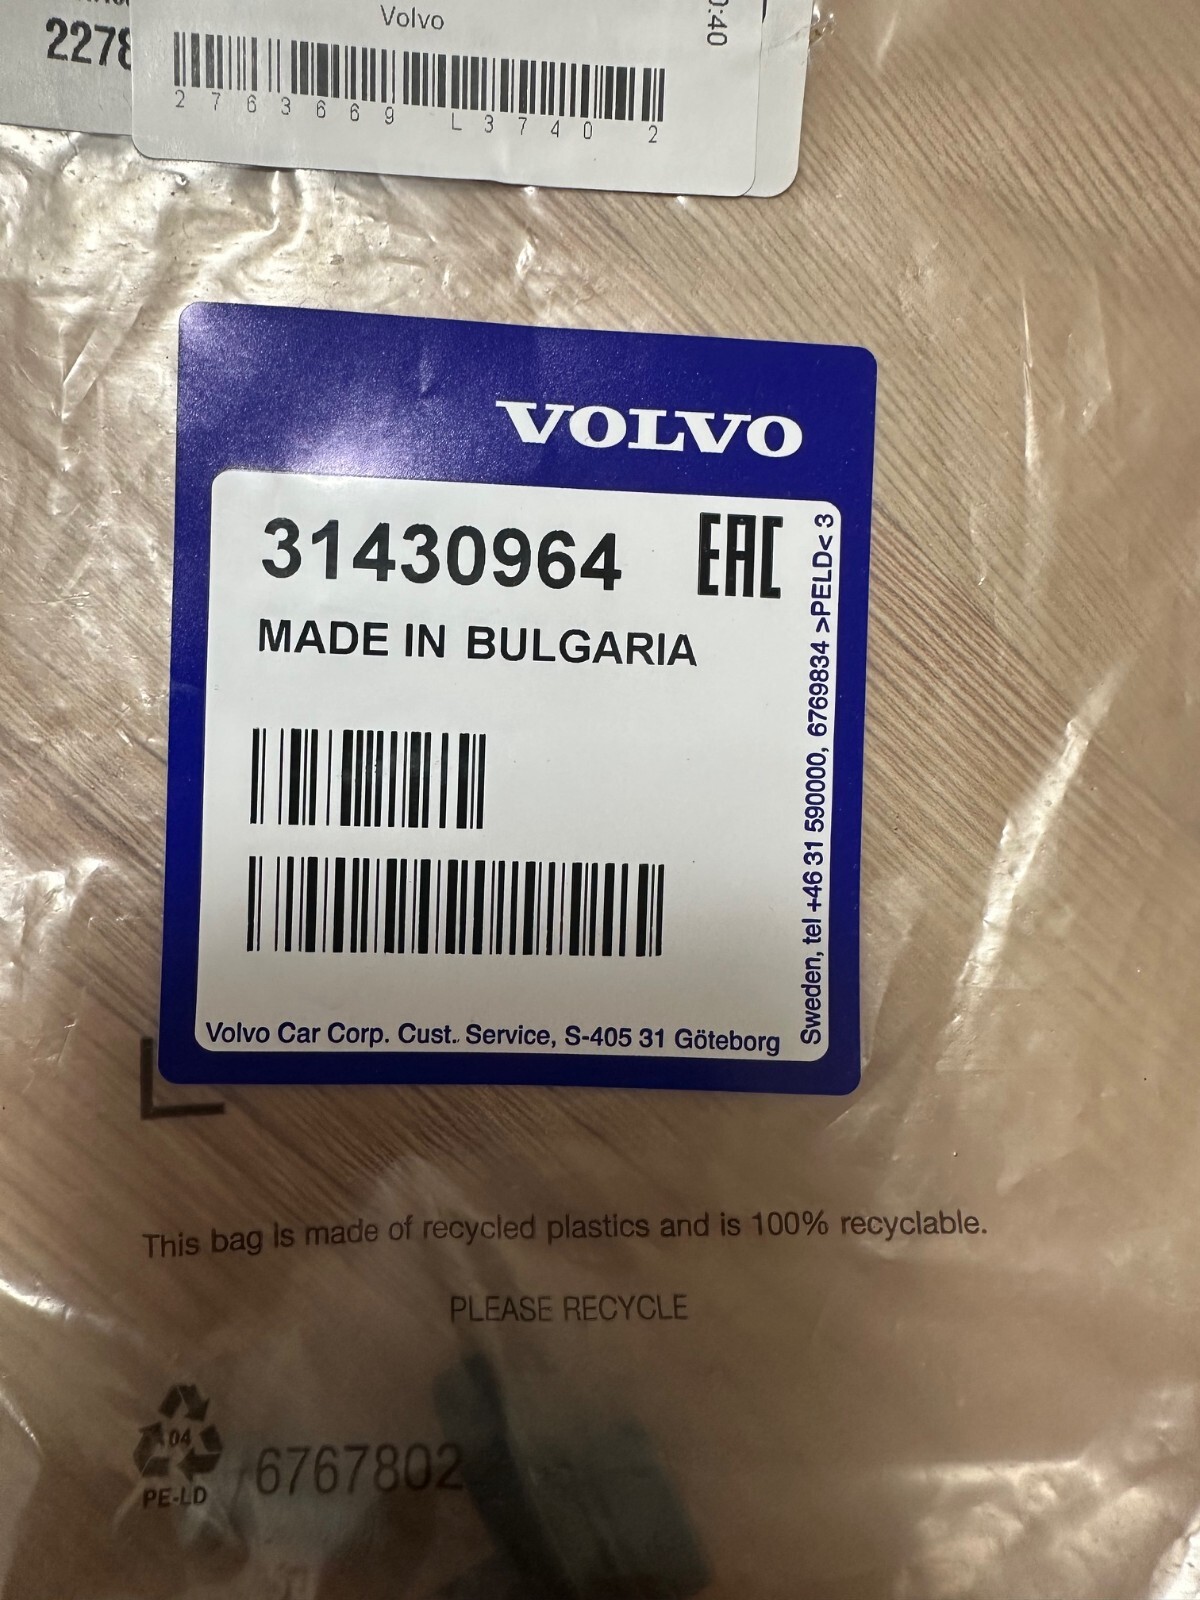 2278
Volvo
0:40
2763669 L3740 2
VOLVO
31430964 EAC
MADE IN BULGARIA
Sweden, tel +46 31 590000, 6769834 >PELD< 3
Volvo Car Corp. Cust. Service, S-405 31 Göteborg
This bag is made of recycled plastics and is 100% recyclable.
PLEASE RECYCLE
04
PE-LD
6767802